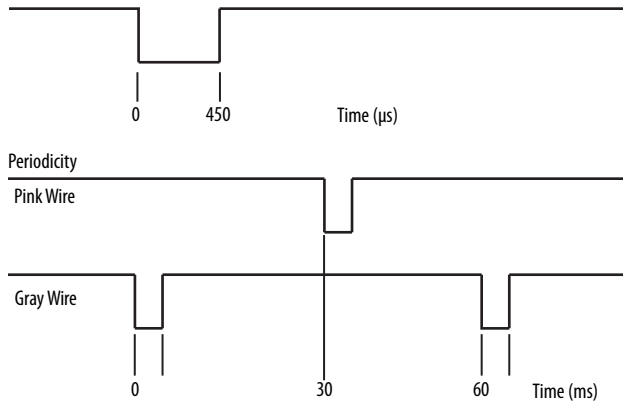 0 450 Time (µs)
Periodicity
Pink Wire
Gray Wire
0 30 60 Time (ms)